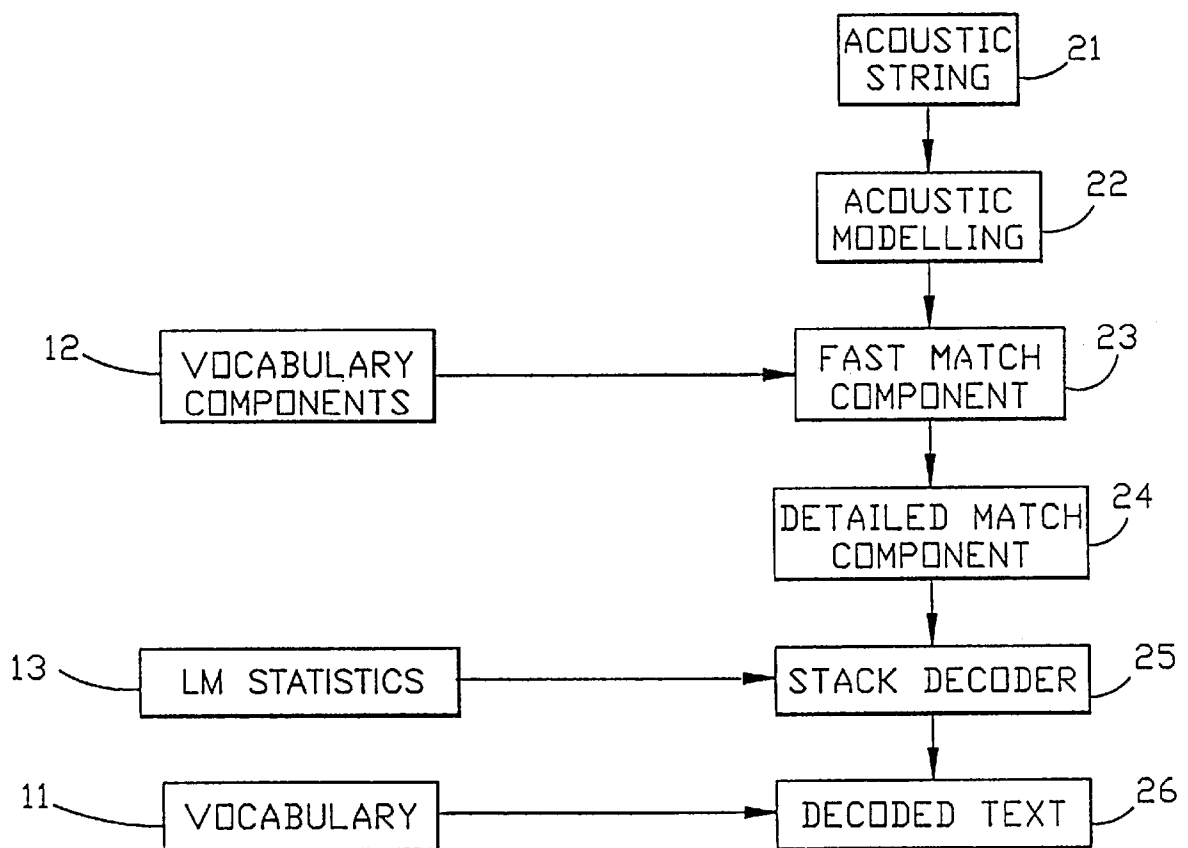 ACOUSTIC
STRING
21
ACOUSTIC
MODELLING
22
12
VOCABULARY
COMPONENTS
FAST MATCH
COMPONENT
23
DETAILED MATCH
COMPONENT
24
13
LM STATISTICS
STACK DECODER
25
11
VOCABULARY
DECODED TEXT
26